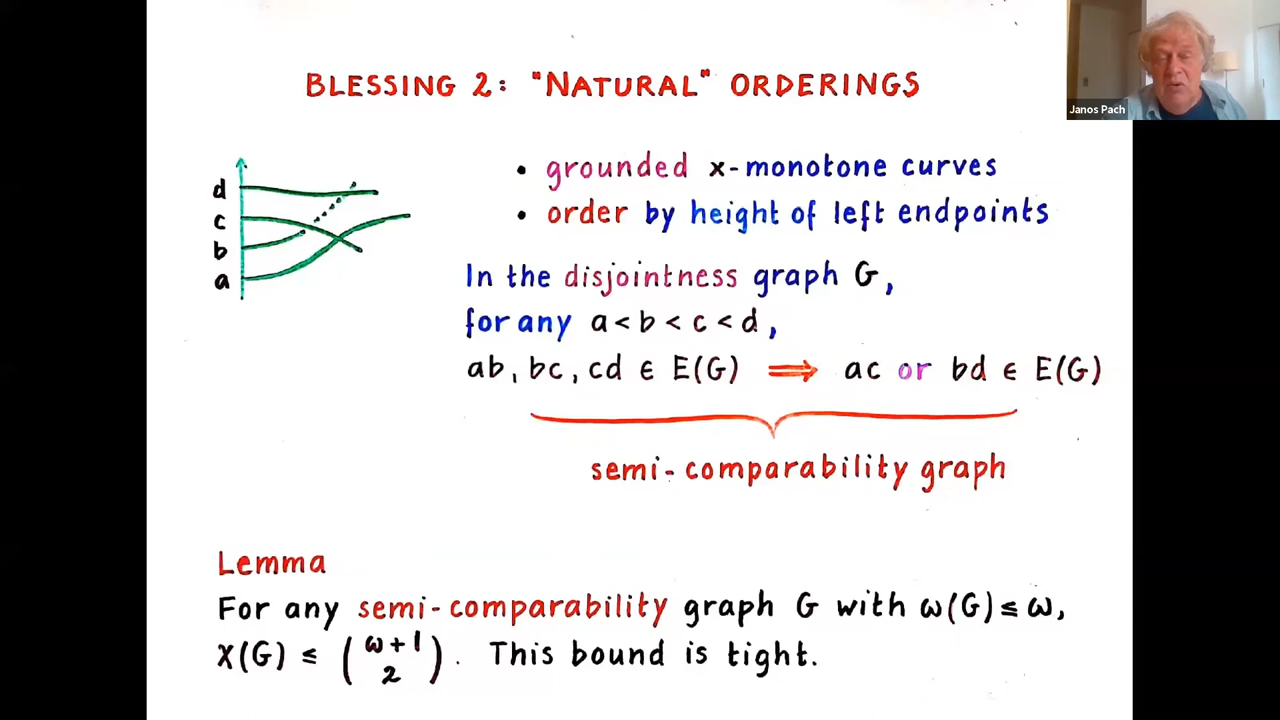 BLESSING 2: "NATURAL" ORDERINGS
Janos Pach
d
c
b
a
• grounded x-monotone curves
• order by height of left endpoints
In the disjointness graph G,
for any a < b < c < d,
ab, bc, cd ∈ E(G) ⟹ ac or bd ∈ E(G)
semi-comparability graph
Lemma
For any semi-comparability graph G with ω(G) ≤ ω,
χ(G) ≤ (ω+1 2). This bound is tight.